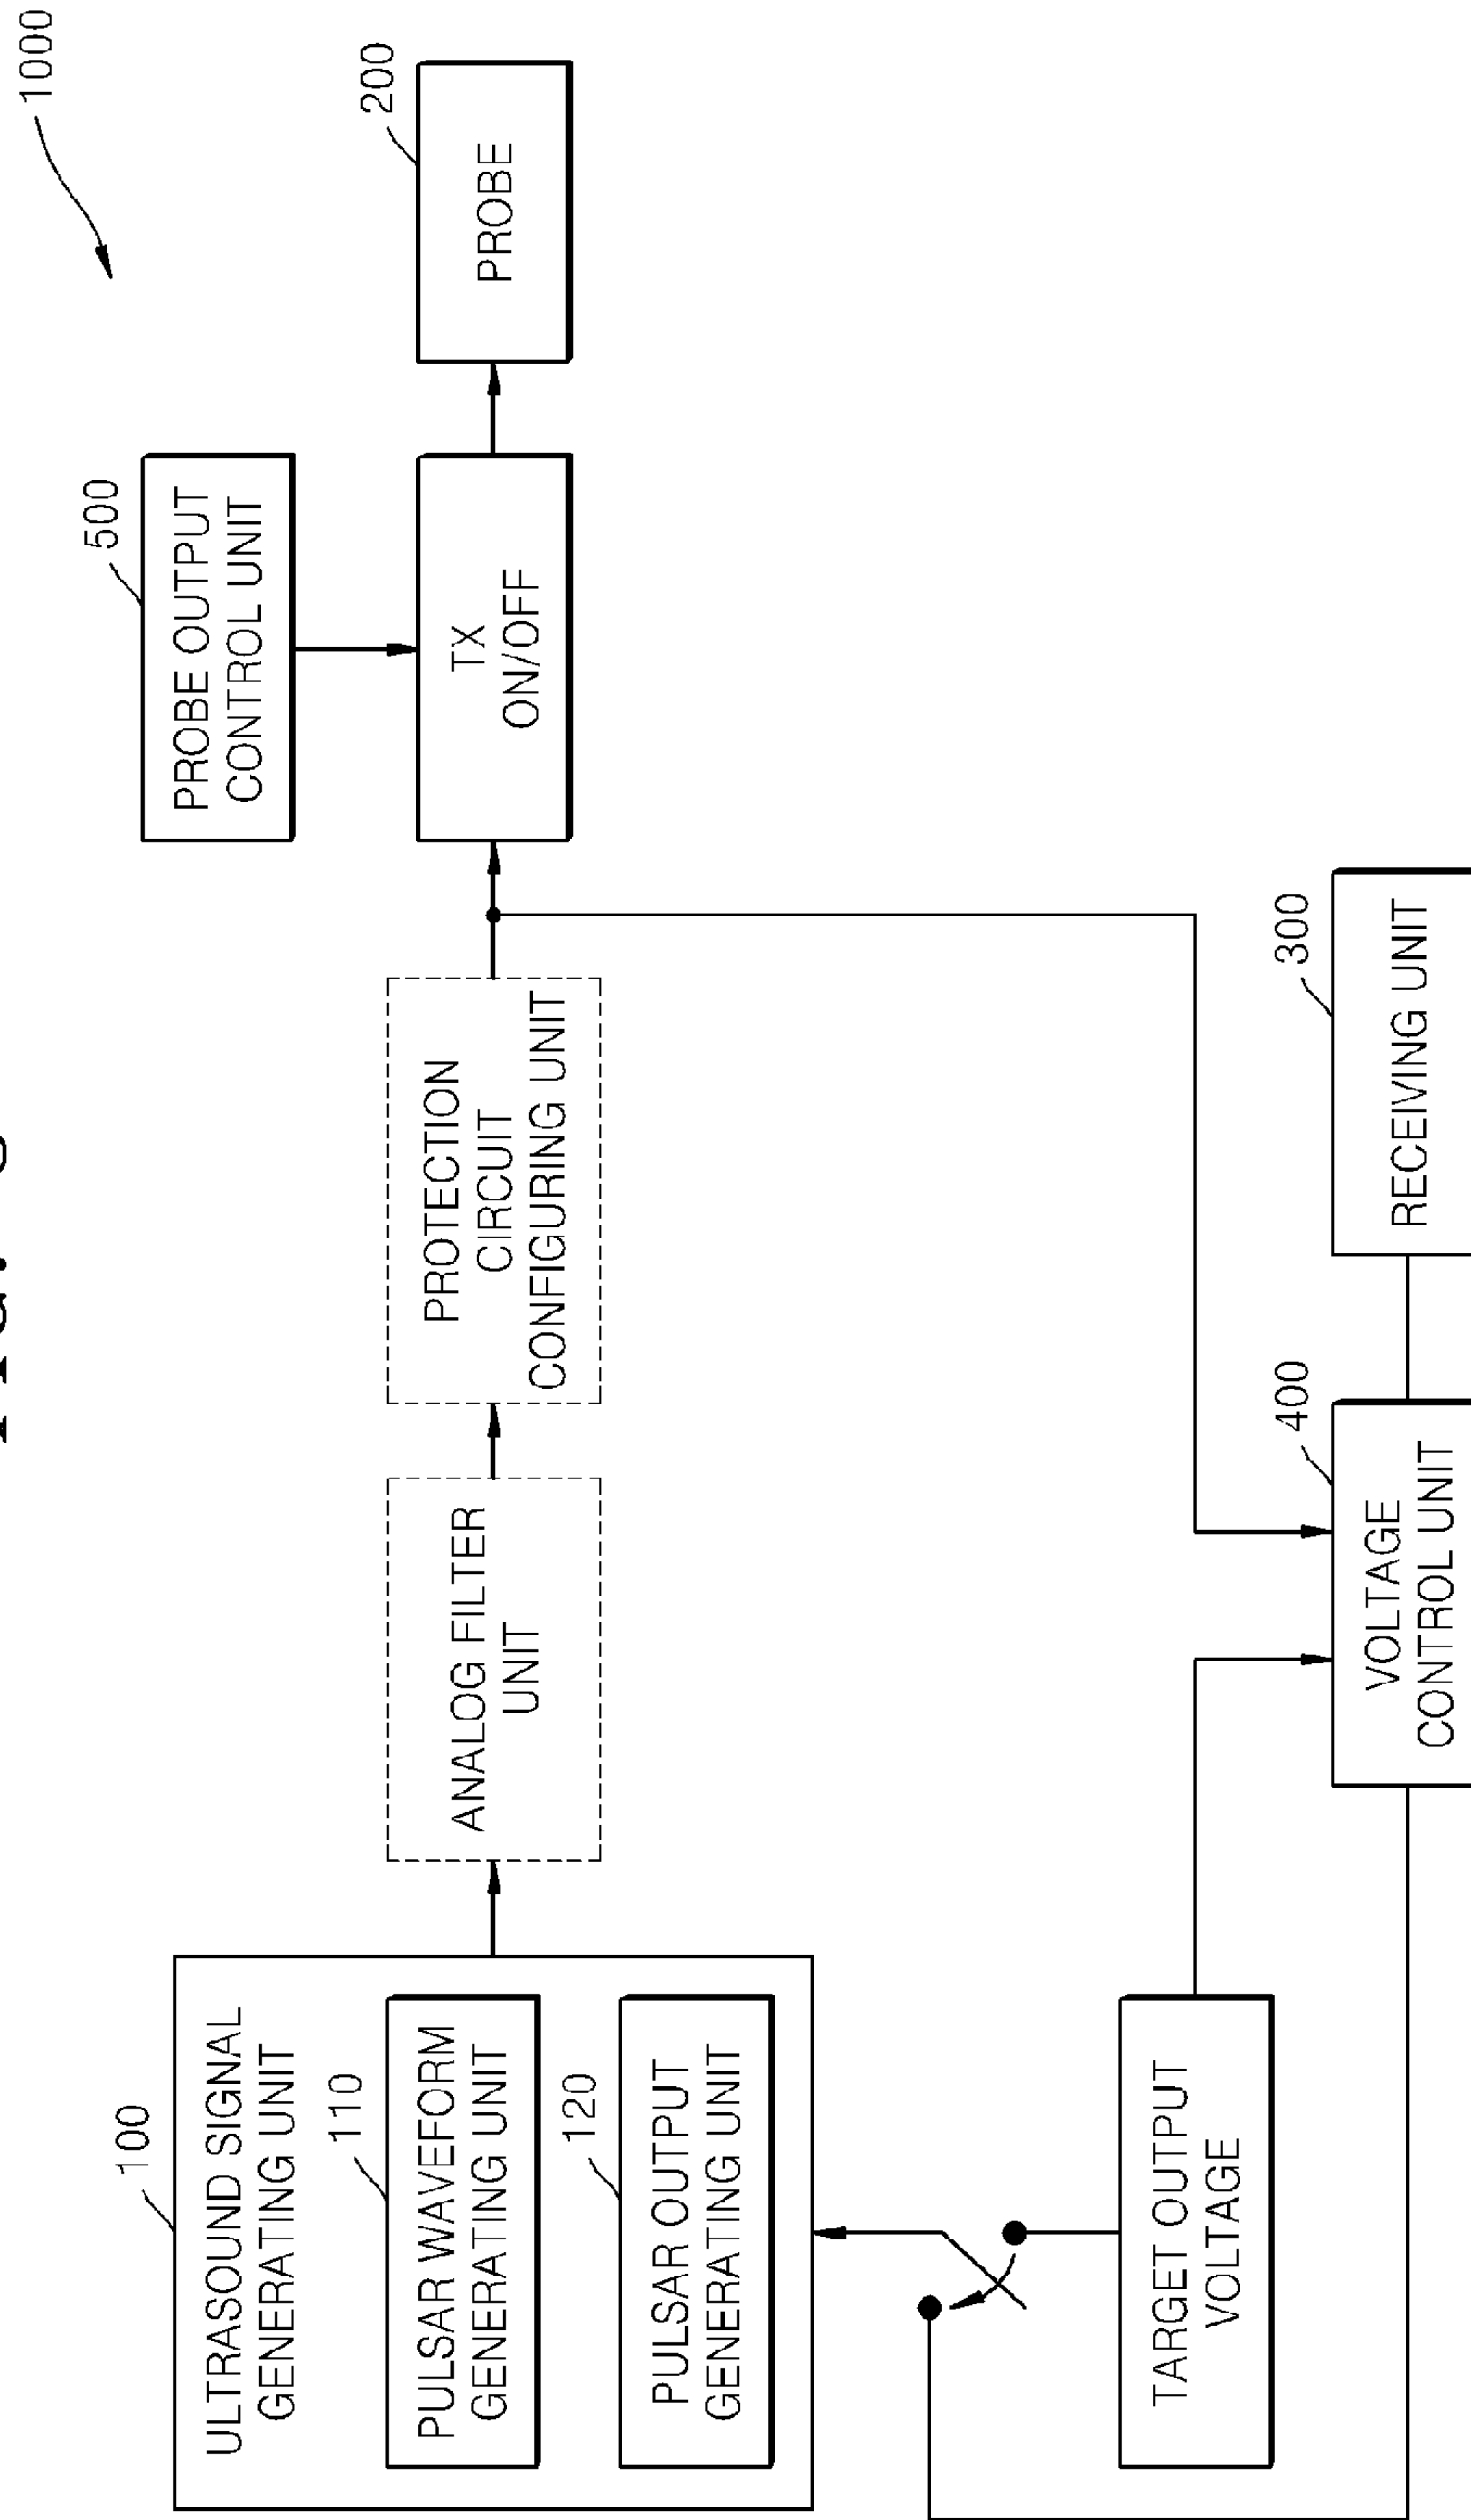 1000
100
ULTRASOUND SIGNAL
GENERATING UNIT
110
PULSAR WAVEFORM
GENERATING UNIT
120
PULSAR OUTPUT
GENERATING UNIT
ANALOG FILTER
UNIT
PROTECTION
CIRCUIT
CONFIGURING UNIT
500
PROBE OUTPUT
CONTROL UNIT
TX
ON/OFF
200
PROBE
TARGET OUTPUT
VOLTAGE
400
VOLTAGE
CONTROL UNIT
300
RECEIVING UNIT